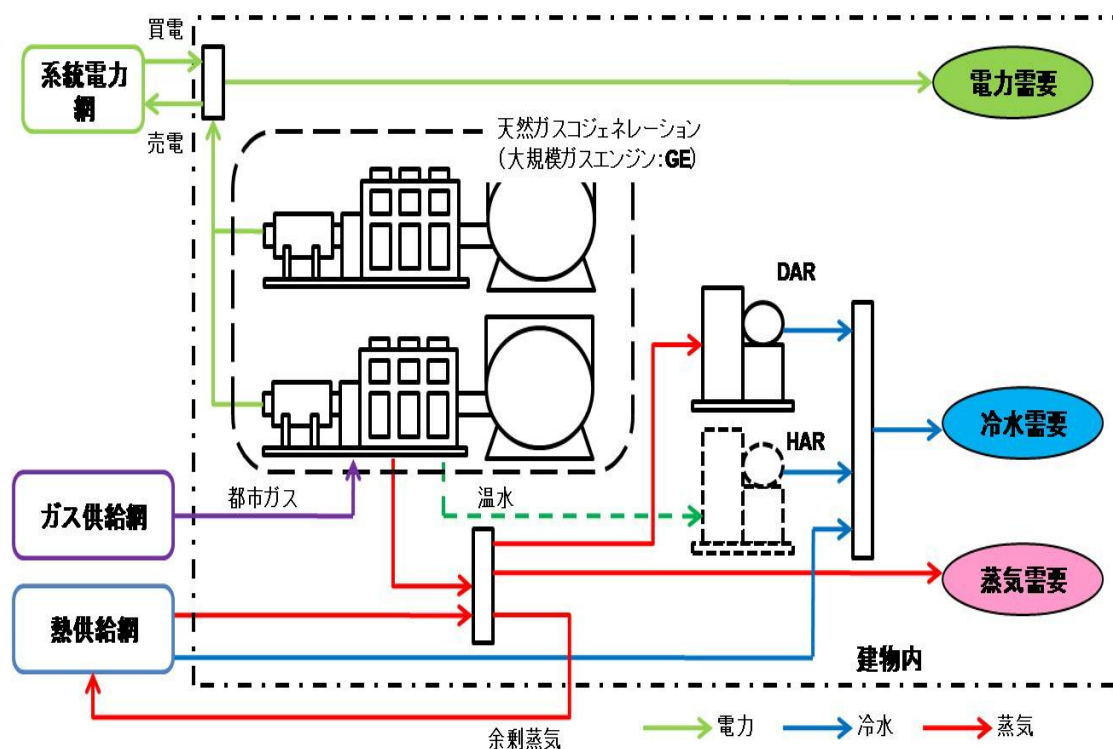 買電
系統電力
網
売電
電力需要
天然ガスコジェネレーション
（大規模ガスエンジン:GE）
DAR
HAR
冷水需要
ガス供給網
都市ガス
温水
蒸気需要
熱供給網
建物内
余剰蒸気
電力
冷水
蒸気